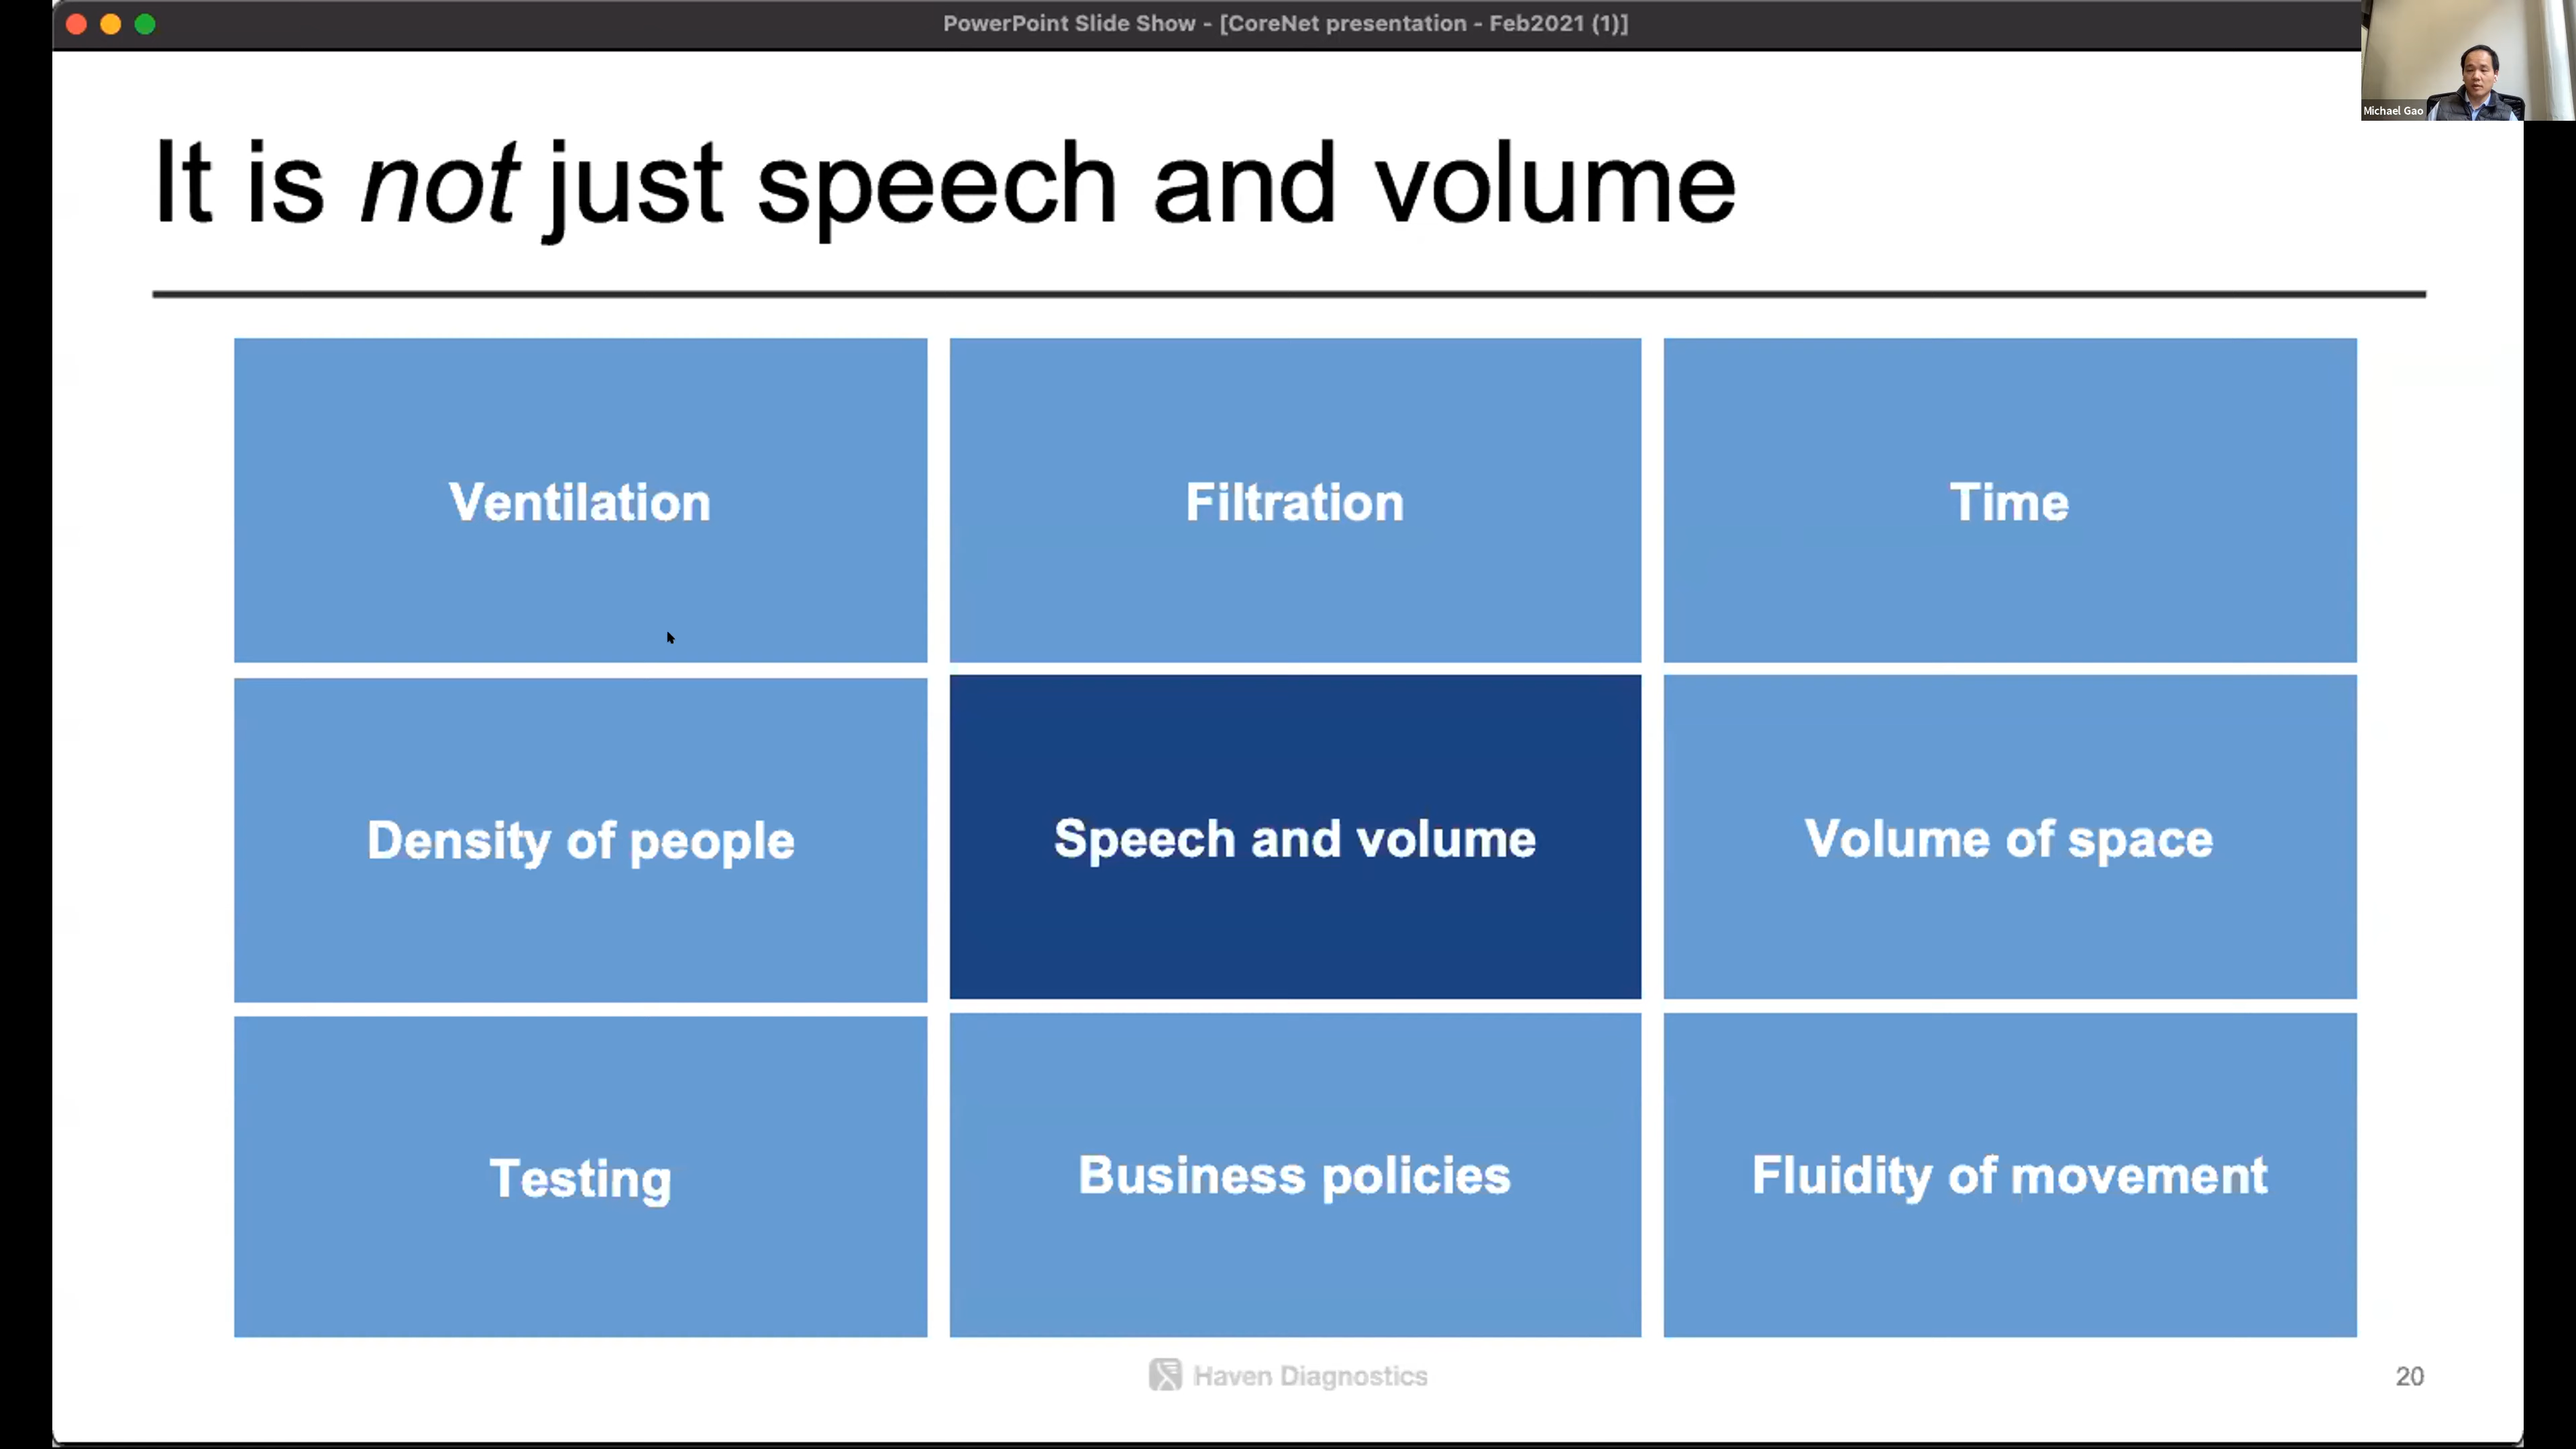 PowerPoint Slide Show - [CoreNet presentation - Feb2021 (1)]
Michael Gao
It is not just speech and volume
Ventilation
Filtration
Time
Density of people
Speech and volume
Volume of space
Testing
Business policies
Fluidity of movement
Haven Diagnostics
20